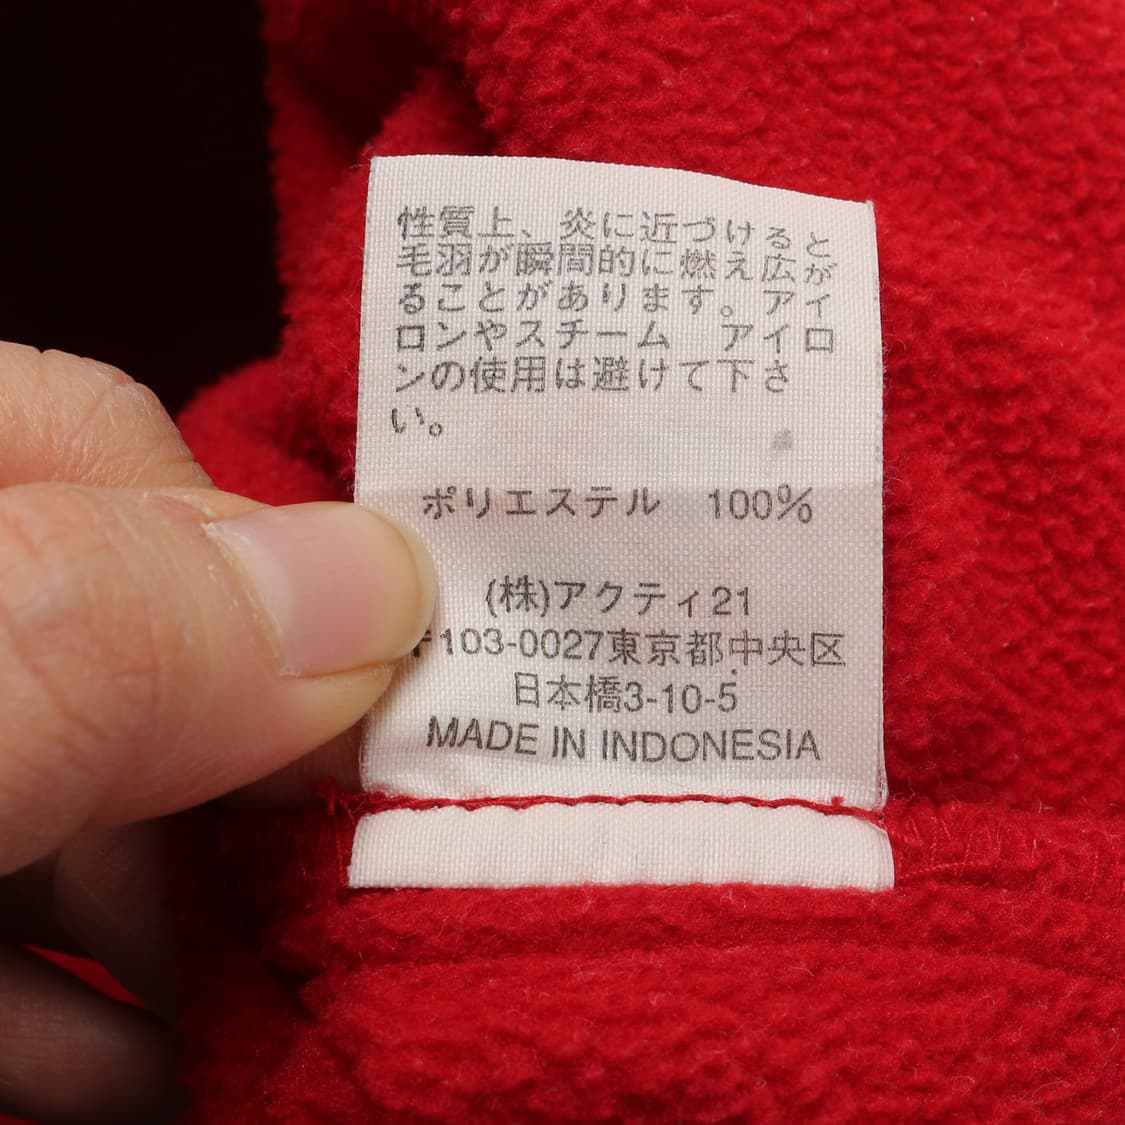 性質上、炎に近づけると
毛羽が瞬間的に燃え広が
ることがあります。アイ
ロンやスチーム　アイロ
ンの使用は避けて下さ
い。
ポリエステル　100%
(株)アクティ21
〒103-0027東京都中央区
日本橋3-10-5
MADE IN INDONESIA